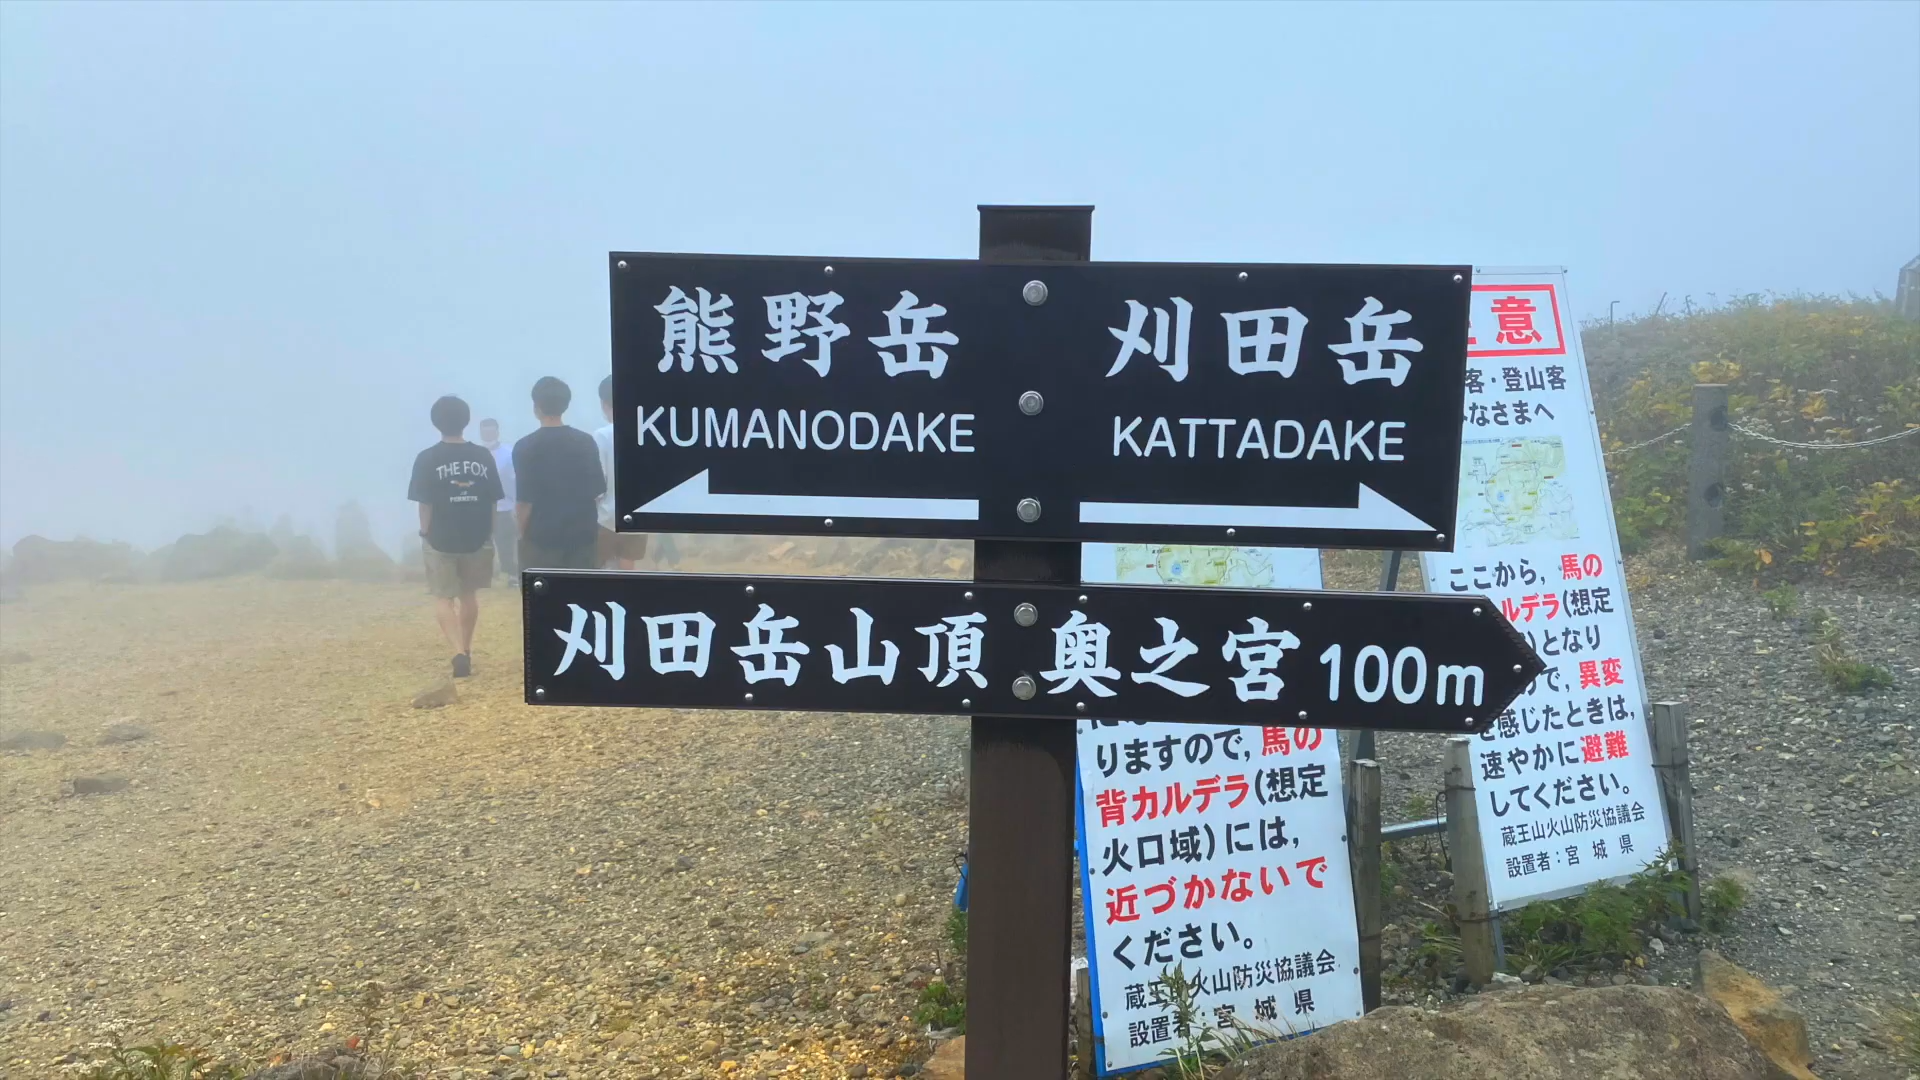 熊野岳 刈田岳
KUMANODAKE KATTADAKE
刈田岳山頂 奥之宮 100m
THE FOX
意
客・登山客
なさまへ
ここから, 馬の
ルデラ(想定
となり
で, 異変
を感じたときは,
速やかに避難
してください。
蔵王山火山防災協議会
設置者:宮城県
りますので, 馬の
背カルデラ(想定
火口域)には,
近づかないで
ください。
火山防災協議会
設置者:宮城県